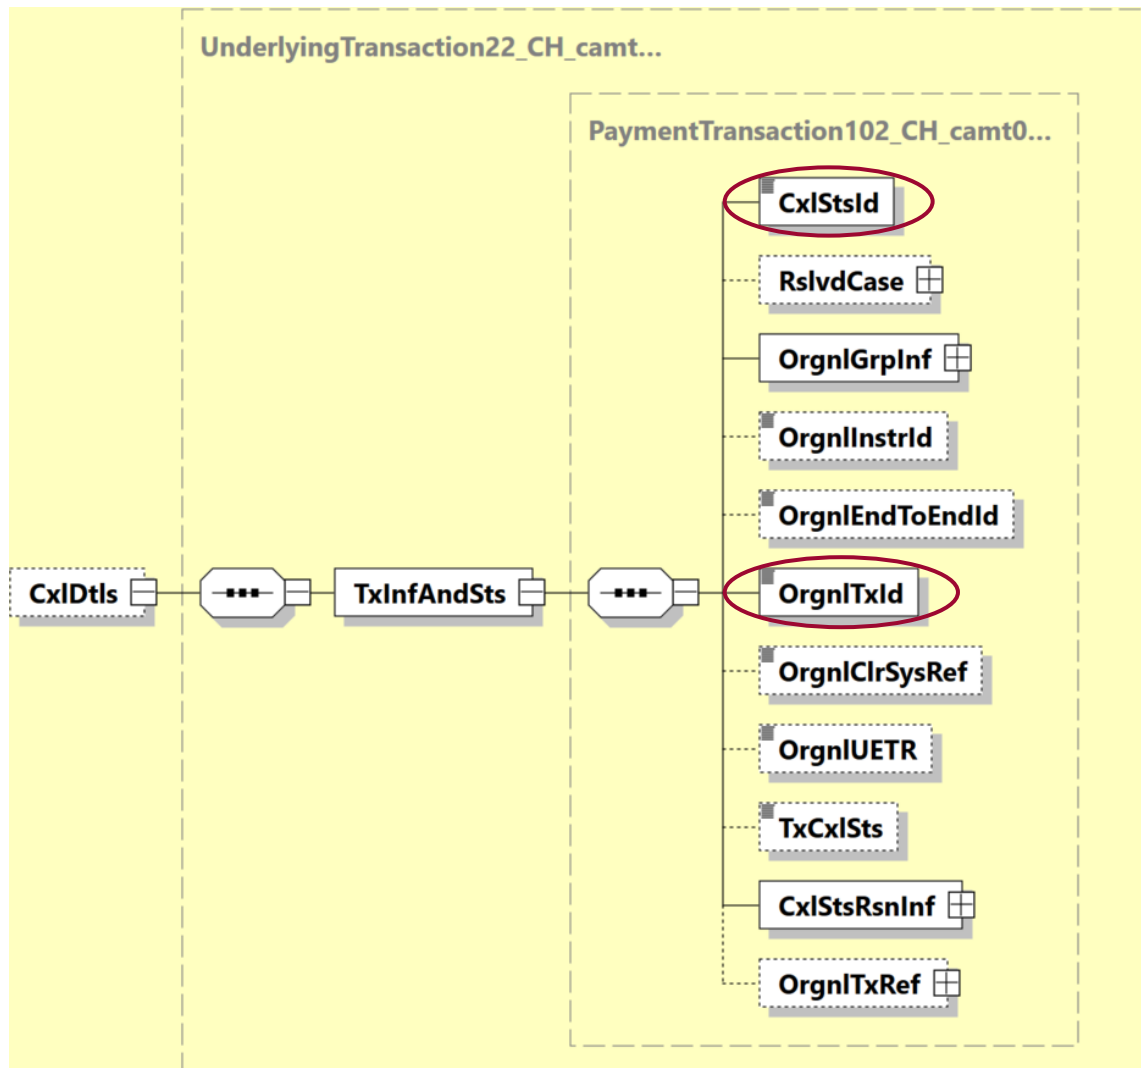 UnderlyingTransaction22_CH_camt...
PaymentTransaction102_CH_camt0...
CxlStsId
RslvdCase
OrgnlGrpInf
OrgnlInstrId
OrgnlEndToEndId
CxlDtls
TxInfAndSts
OrgnlTxId
OrgnlClrSysRef
OrgnlUETR
TxCxlSts
CxlStsRsnInf
OrgnlTxRef